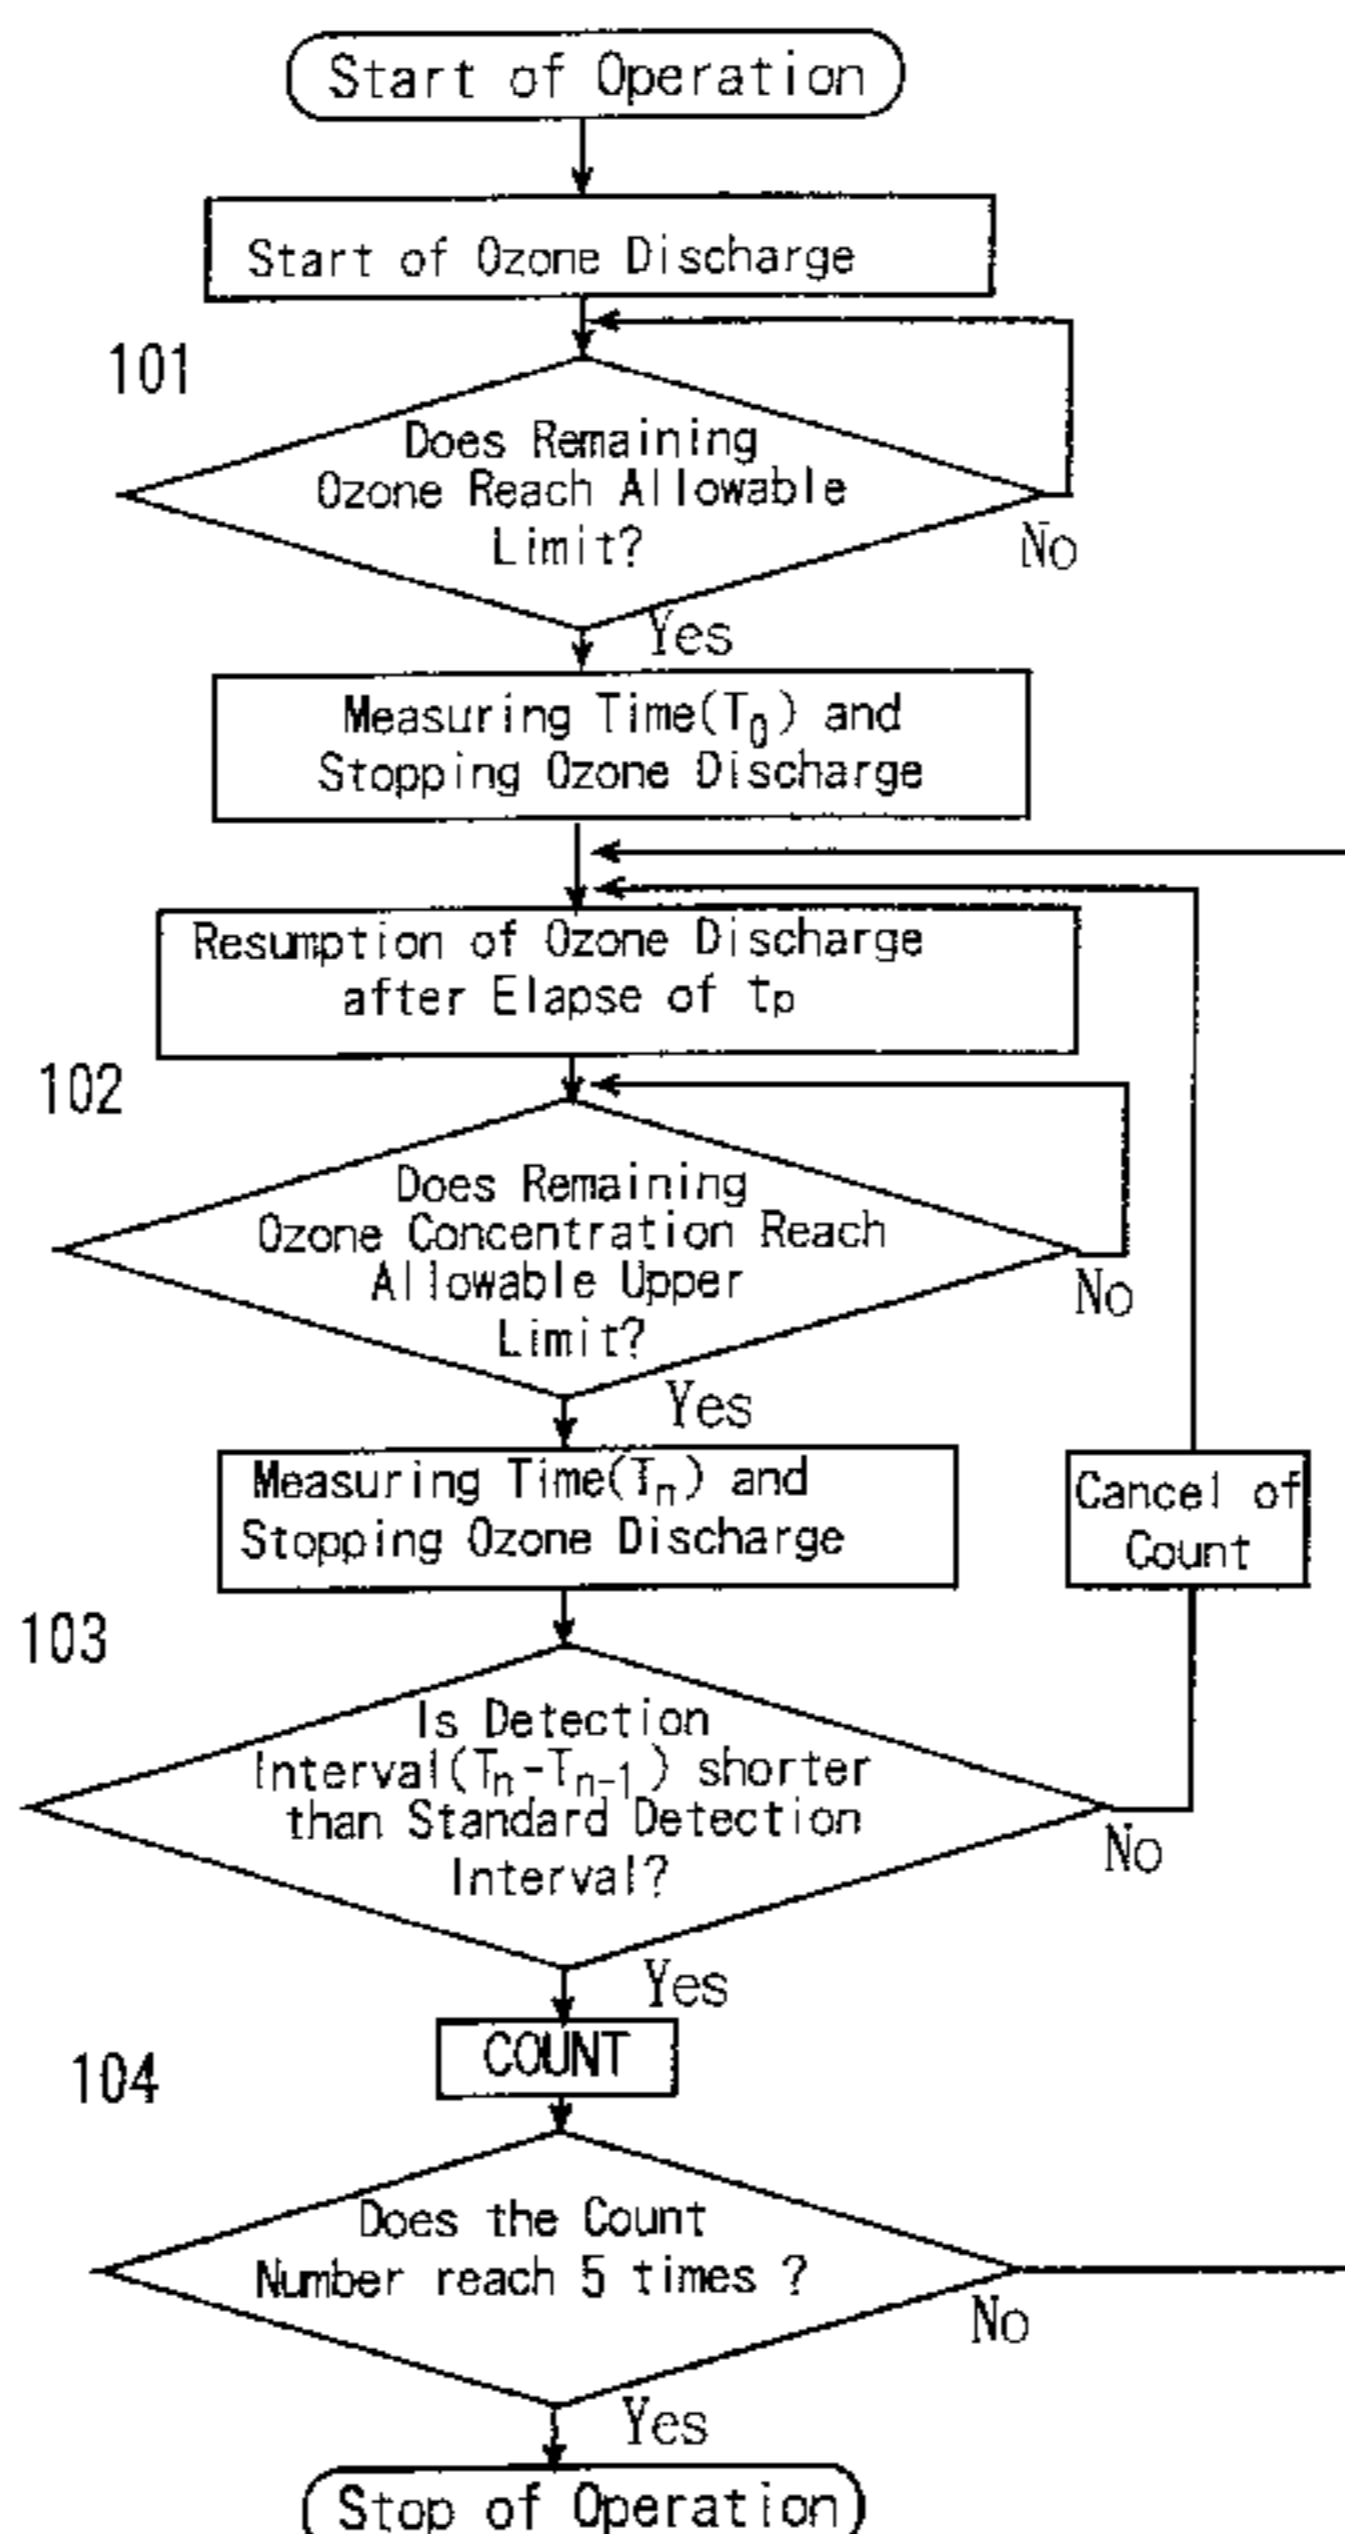 Start of Operation
Start of Ozone Discharge
101
Does Remaining
Ozone Reach Allowable
Limit?
No
Yes
Measuring Time(T0) and
Stopping Ozone Discharge
Resumption of Ozone Discharge
after Elapse of tp
102
Does Remaining
Ozone Concentration Reach
Allowable Upper
Limit?
No
Yes
Measuring Time(Tn) and
Stopping Ozone Discharge
Cancel of
Count
103
Is Detection
Interval(Tn-Tn-1) shorter
than Standard Detection
Interval?
No
Yes
COUNT
104
Does the Count
Number reach 5 times ?
No
Yes
Stop of Operation